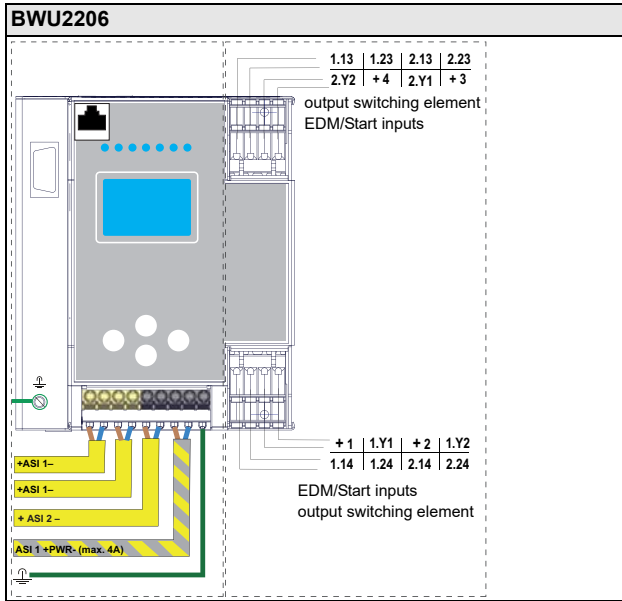 BWU2206
1.13 1.23 2.13 2.23
2.Y2 + 4 2.Y1 + 3
output switching element
EDM/Start inputs
+ 1 1.Y1 + 2 1.Y2
1.14 1.24 2.14 2.24
EDM/Start inputs
output switching element
+ASI 1–
+ASI 1–
+ ASI 2 –
ASI 1 +PWR- (max. 4A)